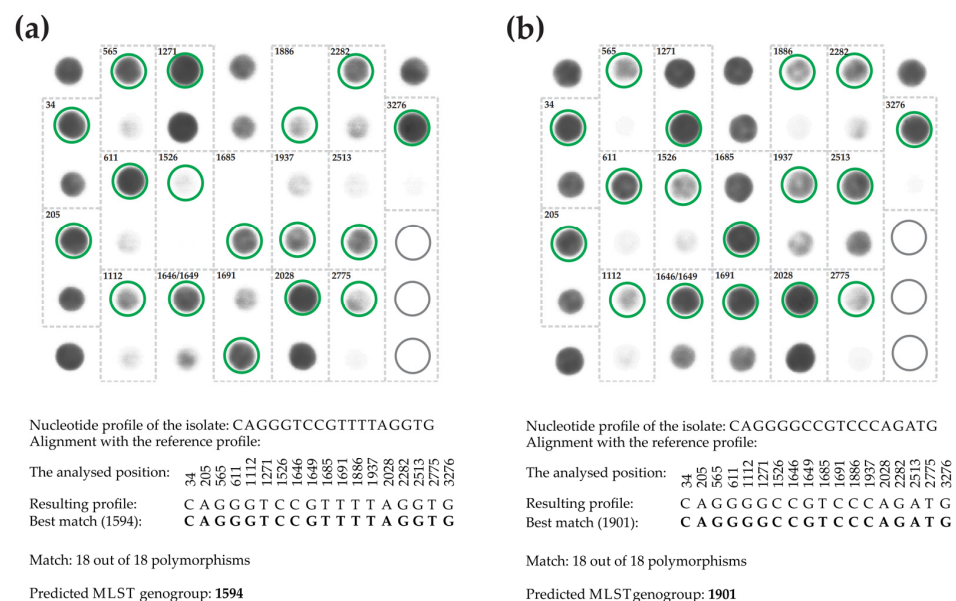 (a)
565 1271 1886 2282
34 3276
611 1526 1685 1937 2513
205
1112 1646/1649 1691 2028 2775
Nucleotide profile of the isolate: CAGGGTCCGTTTTAGGTG
Alignment with the reference profile:
The analysed position: 34 205 565 611 1112 1271 1526 1646 1649 1685 1691 1886 1937 2028 2282 2513 2775 3276
Resulting profile: C A G G G T C C G T T T T A G G T G
Best match (1594): C A G G G T C C G T T T T A G G T G
Match: 18 out of 18 polymorphisms
Predicted MLST genogroup: 1594
(b)
565 1271 1886 2282
34 3276
611 1526 1685 1937 2513
205
1112 1646/1649 1691 2028 2775
Nucleotide profile of the isolate: CAGGGGCCGTCCCAGATG
Alignment with the reference profile:
The analysed position: 34 205 565 611 1112 1271 1526 1646 1649 1685 1691 1886 1937 2028 2282 2513 2775 3276
Resulting profile: C A G G G G C C G T C C C A G A T G
Best match (1901): C A G G G G C C G T C C C A G A T G
Match: 18 out of 18 polymorphisms
Predicted MLST genogroup: 1901